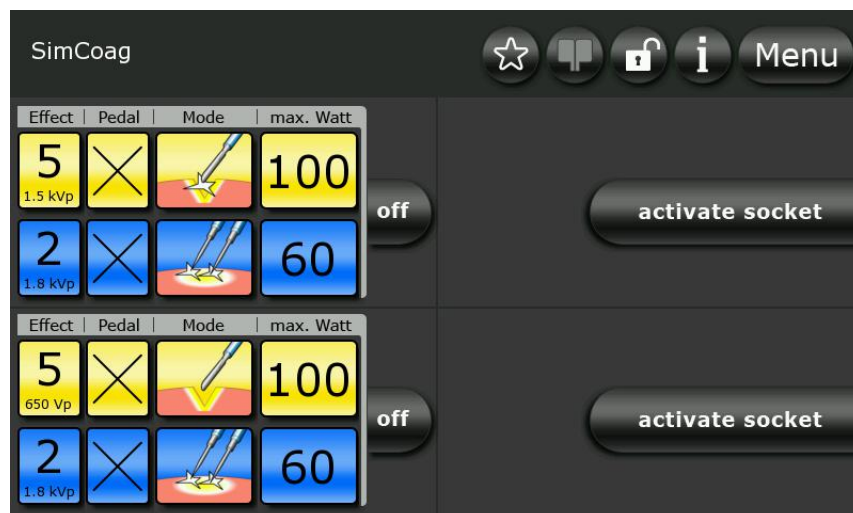 SimCoag
i Menu
Effect | Pedal | Mode | max. Watt
5 100
1.5 kVp
off
activate socket
2 60
1.8 kVp
Effect | Pedal | Mode | max. Watt
5 100
650 Vp
off
activate socket
2 60
1.8 kVp